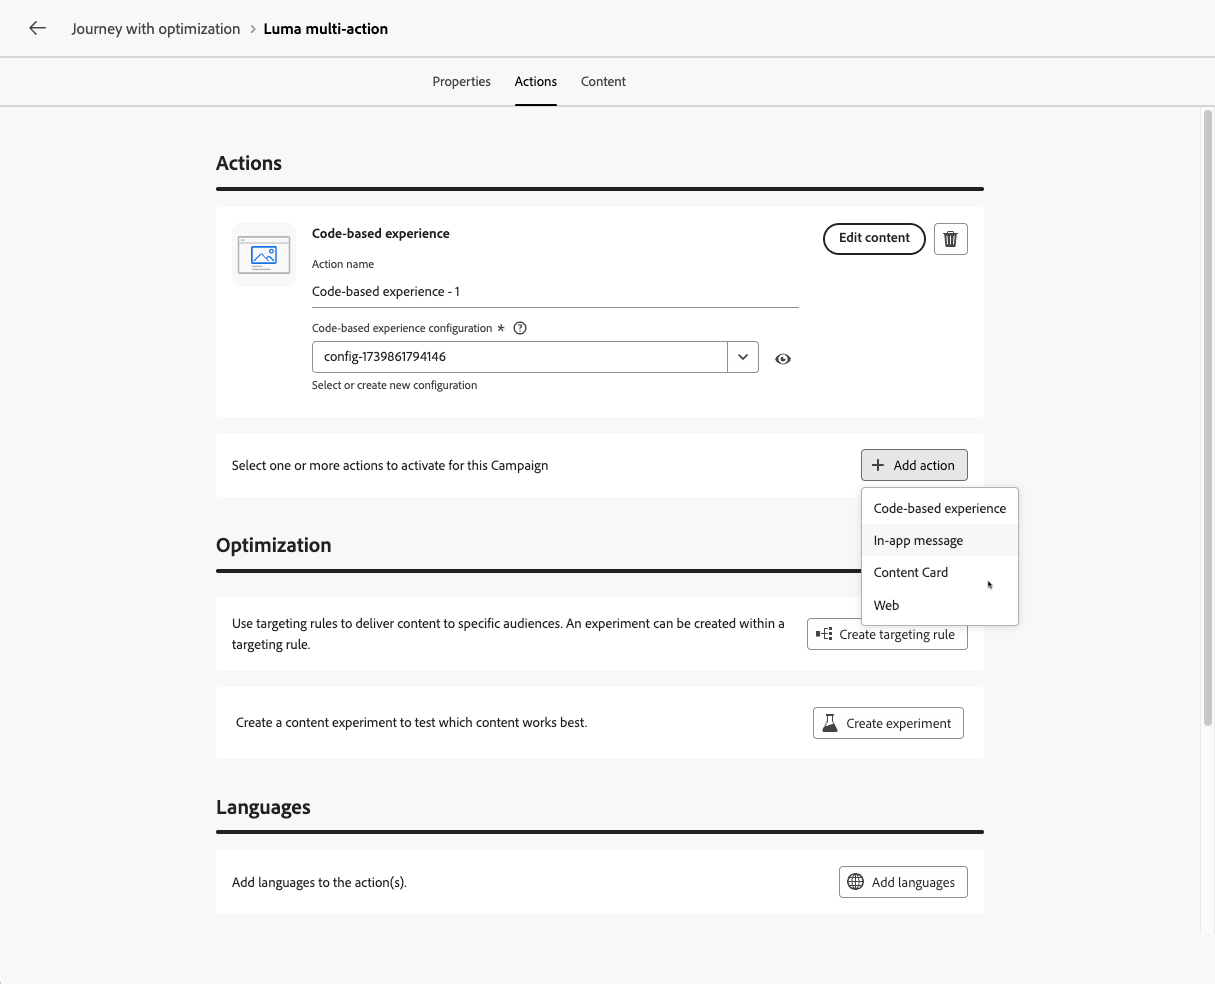 Journey with optimization > Luma multi-action
Properties Actions Content
Actions
Code-based experience
Edit content
Action name
Code-based experience - 1
Code-based experience configuration *
config-1739861794146
Select or create new configuration
Select one or more actions to activate for this Campaign
Add action
Code-based experience
In-app message
Content Card
Web
Optimization
Use targeting rules to deliver content to specific audiences. An experiment can be created within a
targeting rule.
Create targeting rule
Create a content experiment to test which content works best.
Create experiment
Languages
Add languages to the action(s).
Add languages